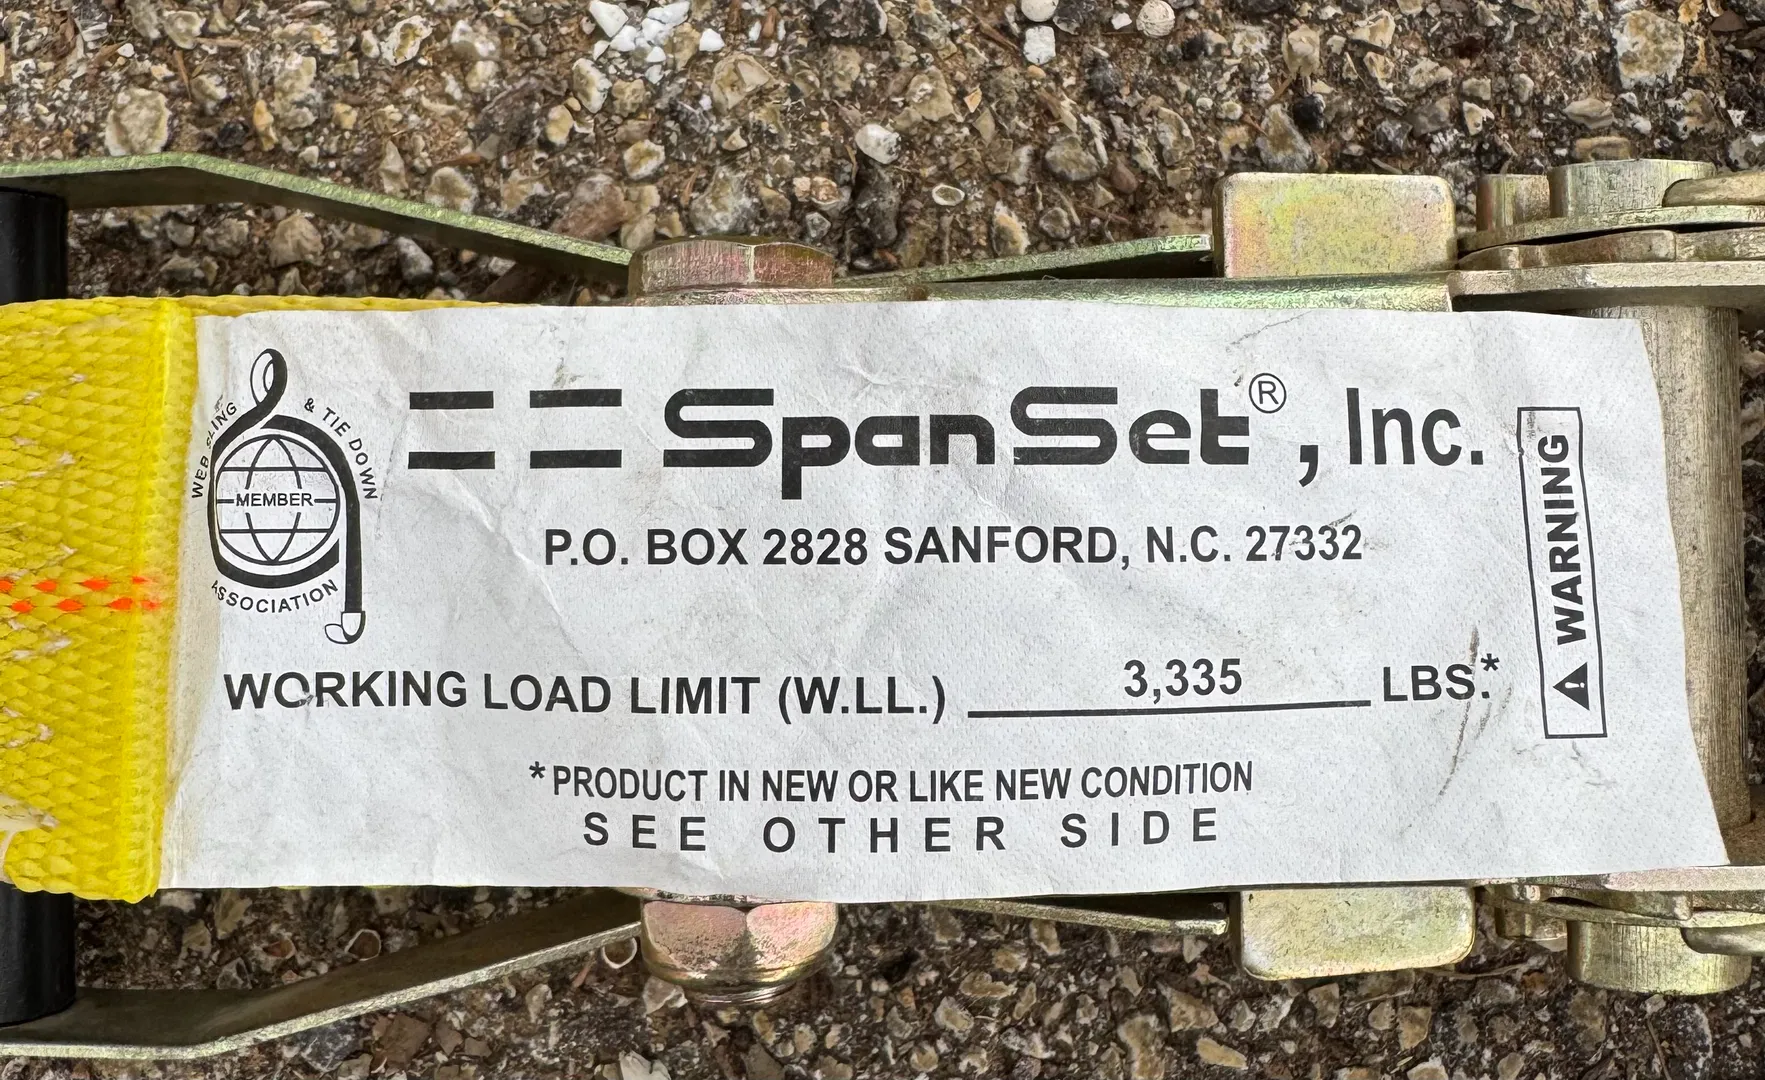 WEB SLING & TIE DOWN
MEMBER
ASSOCIATION
SpanSet®, Inc.
P.O. BOX 2828 SANFORD, N.C. 27332
WORKING LOAD LIMIT (W.LL.) 3,335 LBS.*
*PRODUCT IN NEW OR LIKE NEW CONDITION
SEE OTHER SIDE
WARNING